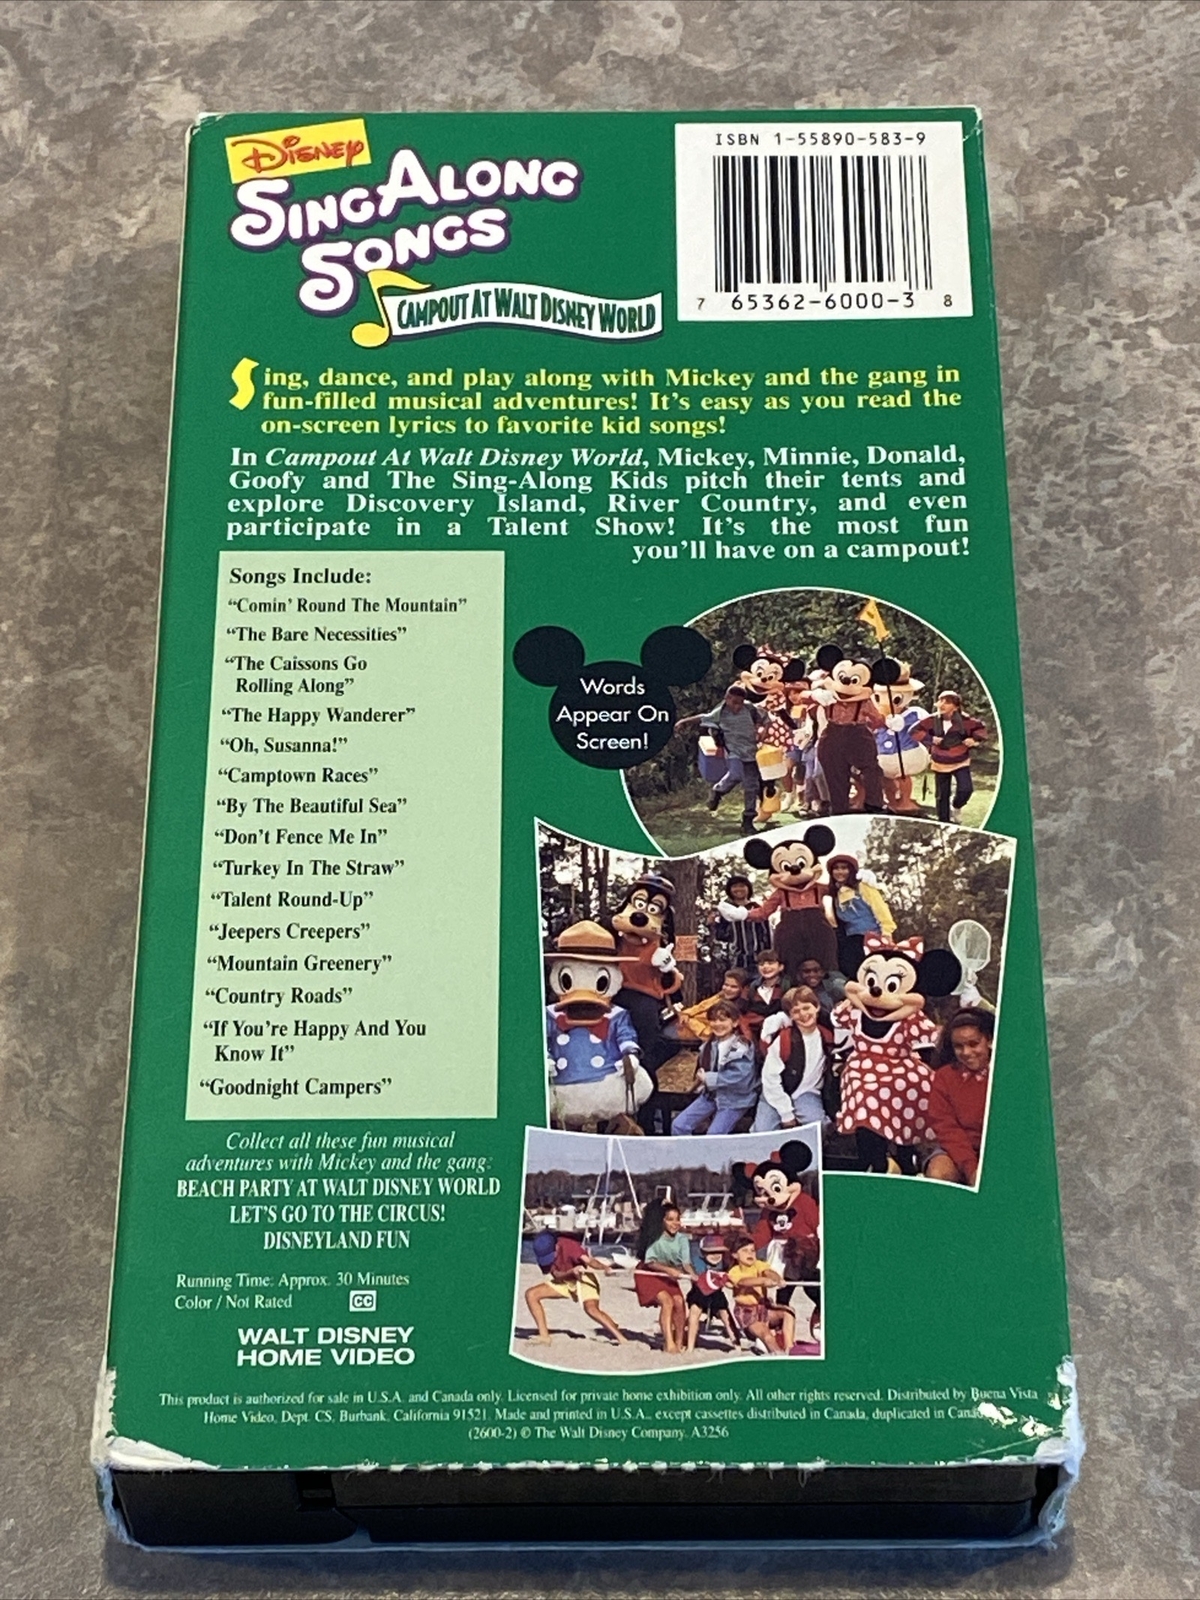 Disney
Sing Along
Songs
Campout At Walt Disney World
ISBN 1-55890-583-9
7 65362-6000-3 8
Sing, dance, and play along with Mickey and the gang in
fun-filled musical adventures! It's easy as you read the
on-screen lyrics to favorite kid songs!
In Campout At Walt Disney World, Mickey, Minnie, Donald,
Goofy and The Sing-Along Kids pitch their tents and
explore Discovery Island, River Country, and even
participate in a Talent Show! It's the most fun
you'll have on a campout!
Songs Include:
"Comin' Round The Mountain"
"The Bare Necessities"
"The Caissons Go
Rolling Along"
"The Happy Wanderer"
"Oh, Susanna!"
"Camptown Races"
"By The Beautiful Sea"
"Don't Fence Me In"
"Turkey In The Straw"
"Talent Round-Up"
"Jeepers Creepers"
"Mountain Greenery"
"Country Roads"
"If You're Happy And You
Know It"
"Goodnight Campers"
Words
Appear On
Screen!
Collect all these fun musical
adventures with Mickey and the gang:
BEACH PARTY AT WALT DISNEY WORLD
LET'S GO TO THE CIRCUS!
DISNEYLAND FUN
Running Time: Approx. 30 Minutes
Color / Not Rated CC
WALT DISNEY
HOME VIDEO
This product is authorized for sale in U.S.A. and Canada only. Licensed for private home exhibition only. All other rights reserved. Distributed by Buena Vista
Home Video, Dept. CS, Burbank, California 91521. Made and printed in U.S.A., except cassettes distributed in Canada, duplicated in
(2600-2) © The Walt Disney Company. A3256